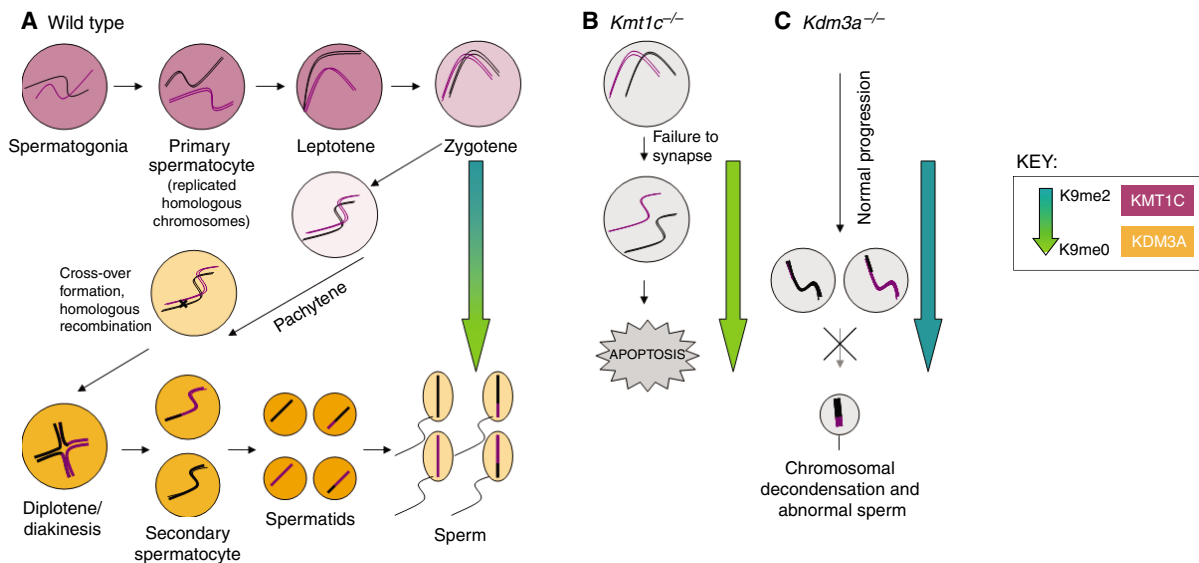 A Wild type
Spermatogonia
Primary
spermatocyte
(replicated
homologous
chromosomes)
Leptotene
Zygotene
Cross-over
formation,
homologous
recombination
Pachytene
Diplotene/
diakinesis
Secondary
spermatocyte
Spermatids
Sperm
B Kmt1c–/–
Failure to
synapse
APOPTOSIS
C Kdm3a–/–
Normal progression
Chromosomal
decondensation and
abnormal sperm
KEY:
K9me2
KMT1C
K9me0
KDM3A